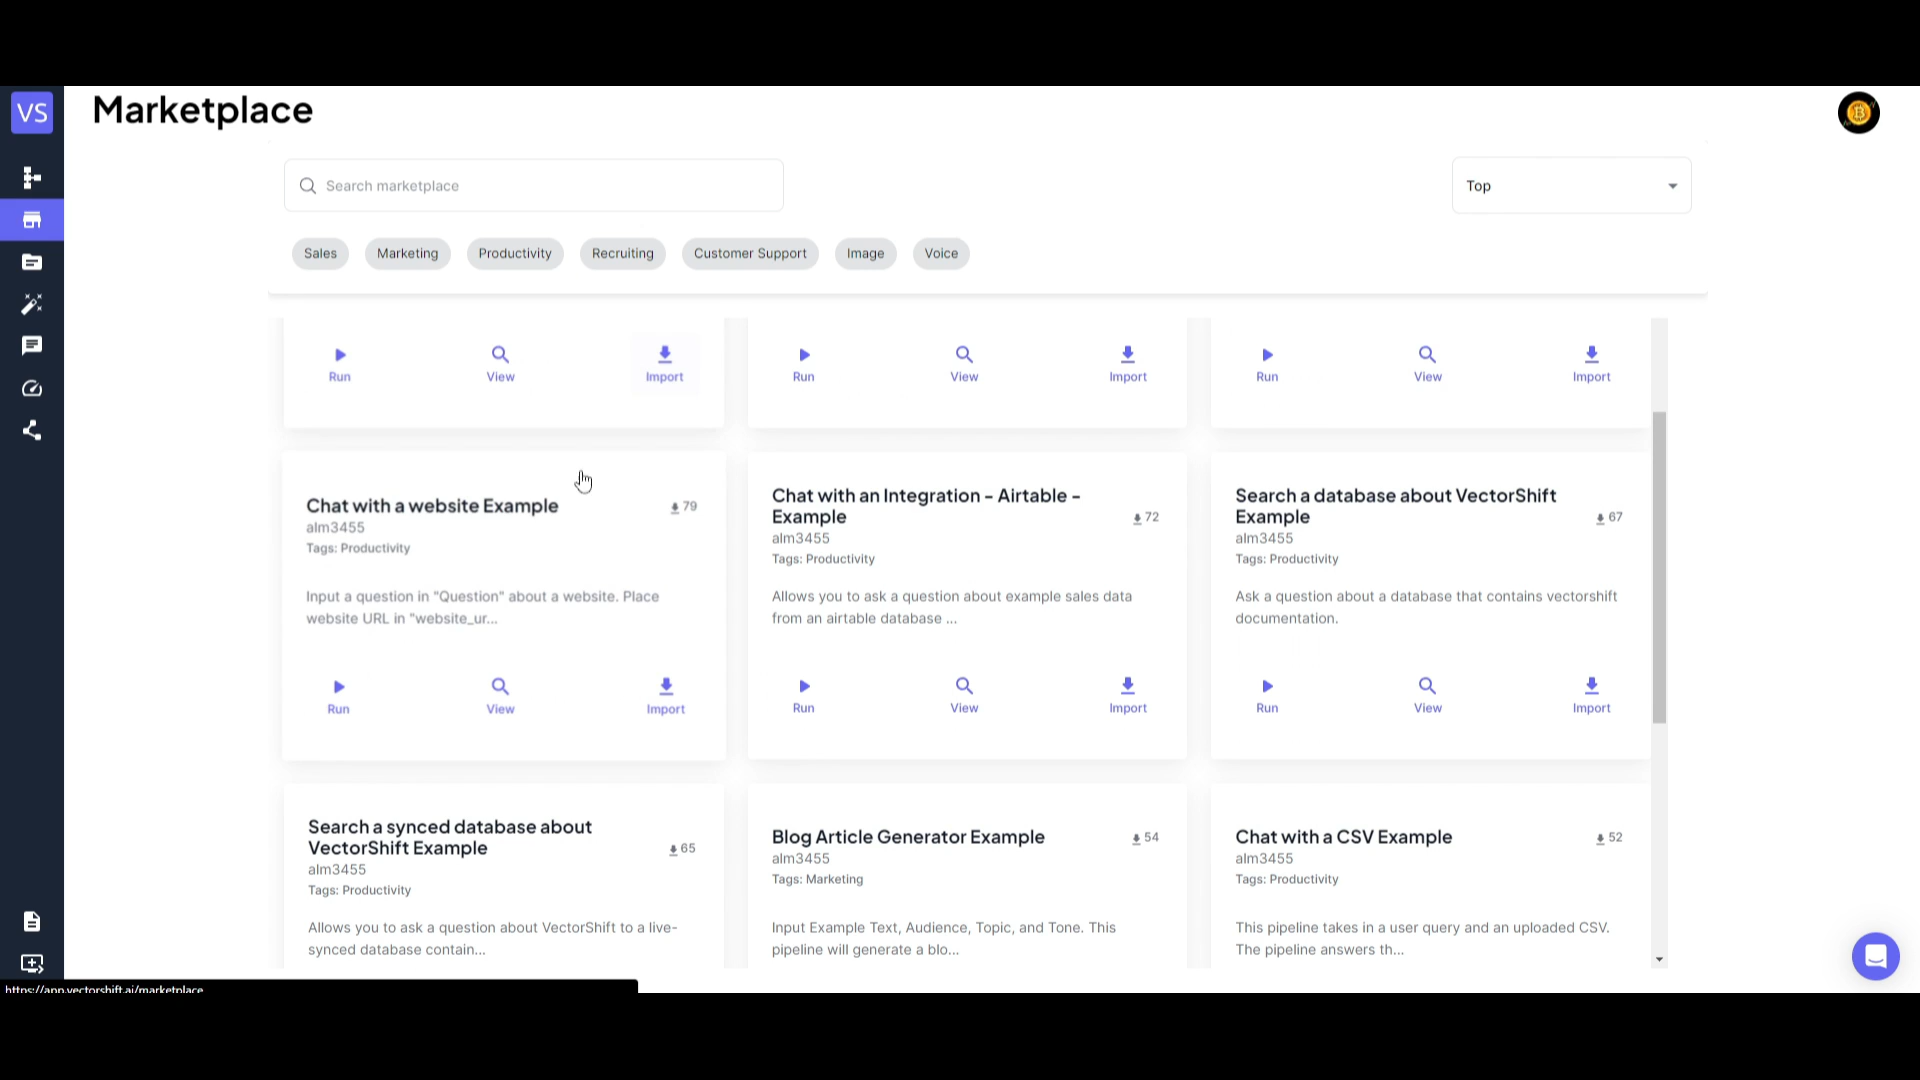 VS
Marketplace
Search marketplace
Top
Sales
Marketing
Productivity
Recruiting
Customer Support
Image
Voice
Run
View
Import
Run
View
Import
Run
View
Import
Chat with a website Example
79
alm3455
Tags: Productivity
Input a question in "Question" about a website. Place
website URL in "website_ur...
Run
View
Import
Chat with an Integration - Airtable -
Example
72
alm3455
Tags: Productivity
Allows you to ask a question about example sales data
from an airtable database ...
Run
View
Import
Search a database about VectorShift
Example
67
alm3455
Tags: Productivity
Ask a question about a database that contains vectorshift
documentation.
Run
View
Import
Search a synced database about
VectorShift Example
65
alm3455
Tags: Productivity
Allows you to ask a question about VectorShift to a live-
synced database contain...
Blog Article Generator Example
54
alm3455
Tags: Marketing
Input Example Text, Audience, Topic, and Tone. This
pipeline will generate a blo...
Chat with a CSV Example
52
alm3455
Tags: Productivity
This pipeline takes in a user query and an uploaded CSV.
The pipeline answers th...
https://app.vectorshift.ai/marketplace